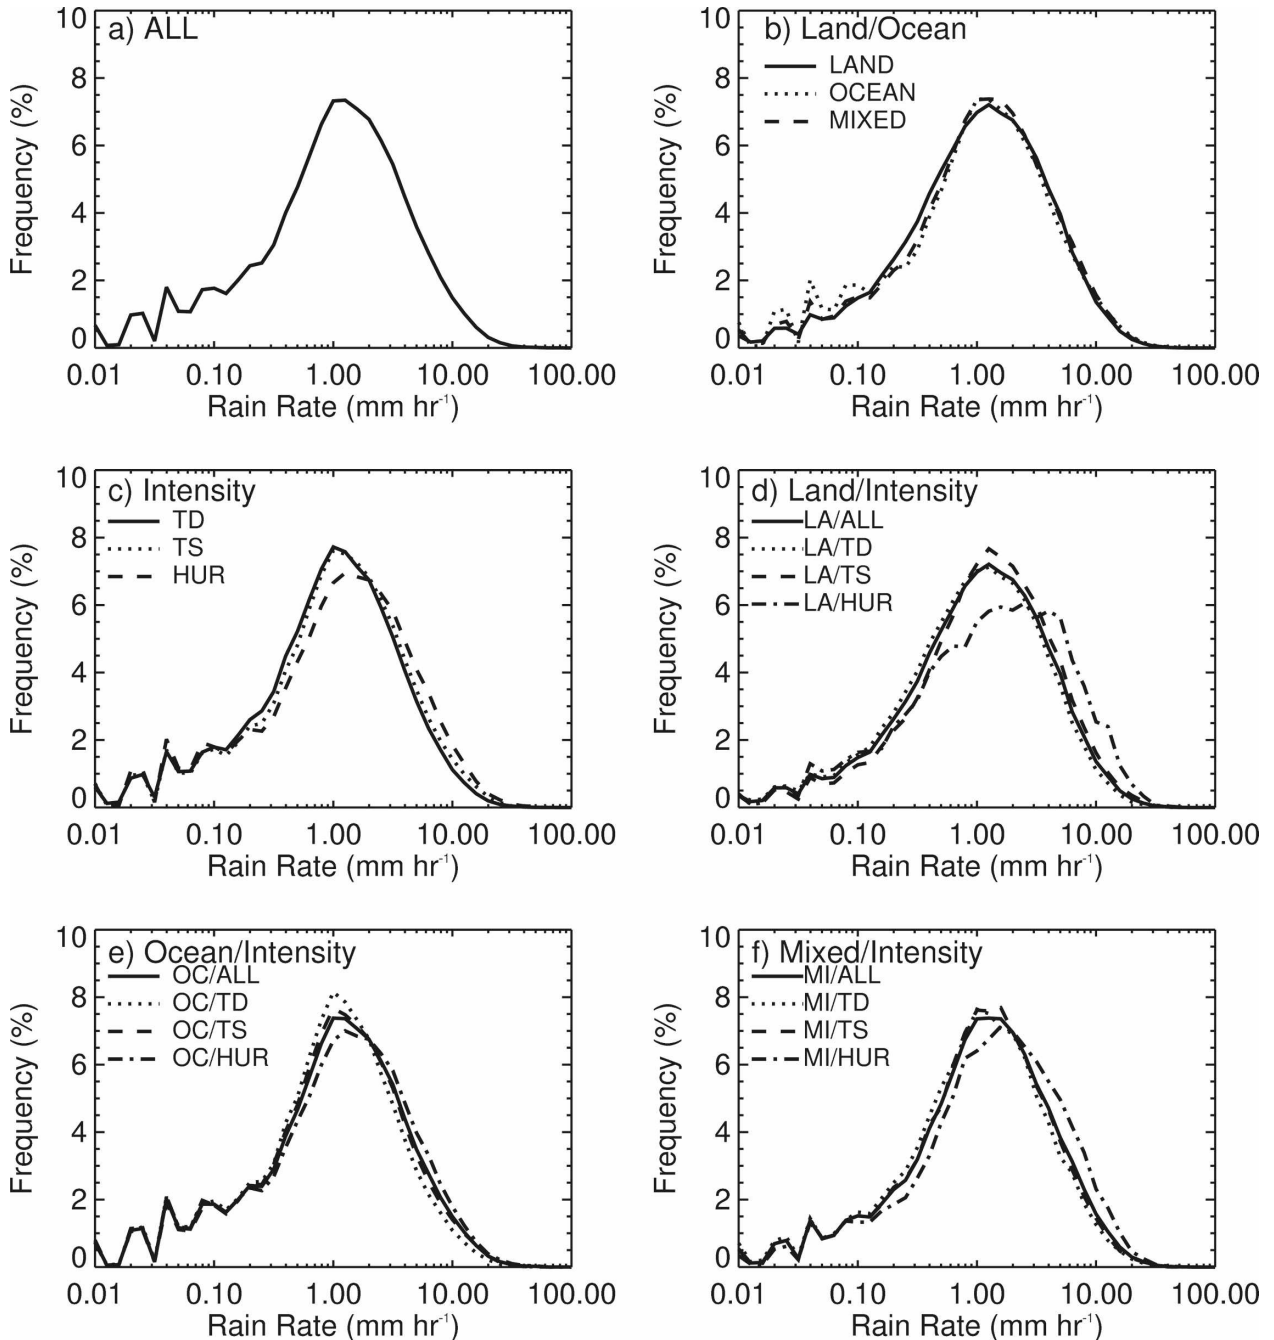 a) ALL
10
8
6
4
2
0
Frequency (%)
0.01 0.10 1.00 10.00 100.00
Rain Rate (mm hr⁻¹)
b) Land/Ocean
LAND
OCEAN
MIXED
10
8
6
4
2
0
Frequency (%)
0.01 0.10 1.00 10.00 100.00
Rain Rate (mm hr⁻¹)
c) Intensity
TD
TS
HUR
10
8
6
4
2
0
Frequency (%)
0.01 0.10 1.00 10.00 100.00
Rain Rate (mm hr⁻¹)
d) Land/Intensity
LA/ALL
LA/TD
LA/TS
LA/HUR
10
8
6
4
2
0
Frequency (%)
0.01 0.10 1.00 10.00 100.00
Rain Rate (mm hr⁻¹)
e) Ocean/Intensity
OC/ALL
OC/TD
OC/TS
OC/HUR
10
8
6
4
2
0
Frequency (%)
0.01 0.10 1.00 10.00 100.00
Rain Rate (mm hr⁻¹)
f) Mixed/Intensity
MI/ALL
MI/TD
MI/TS
MI/HUR
10
8
6
4
2
0
Frequency (%)
0.01 0.10 1.00 10.00 100.00
Rain Rate (mm hr⁻¹)